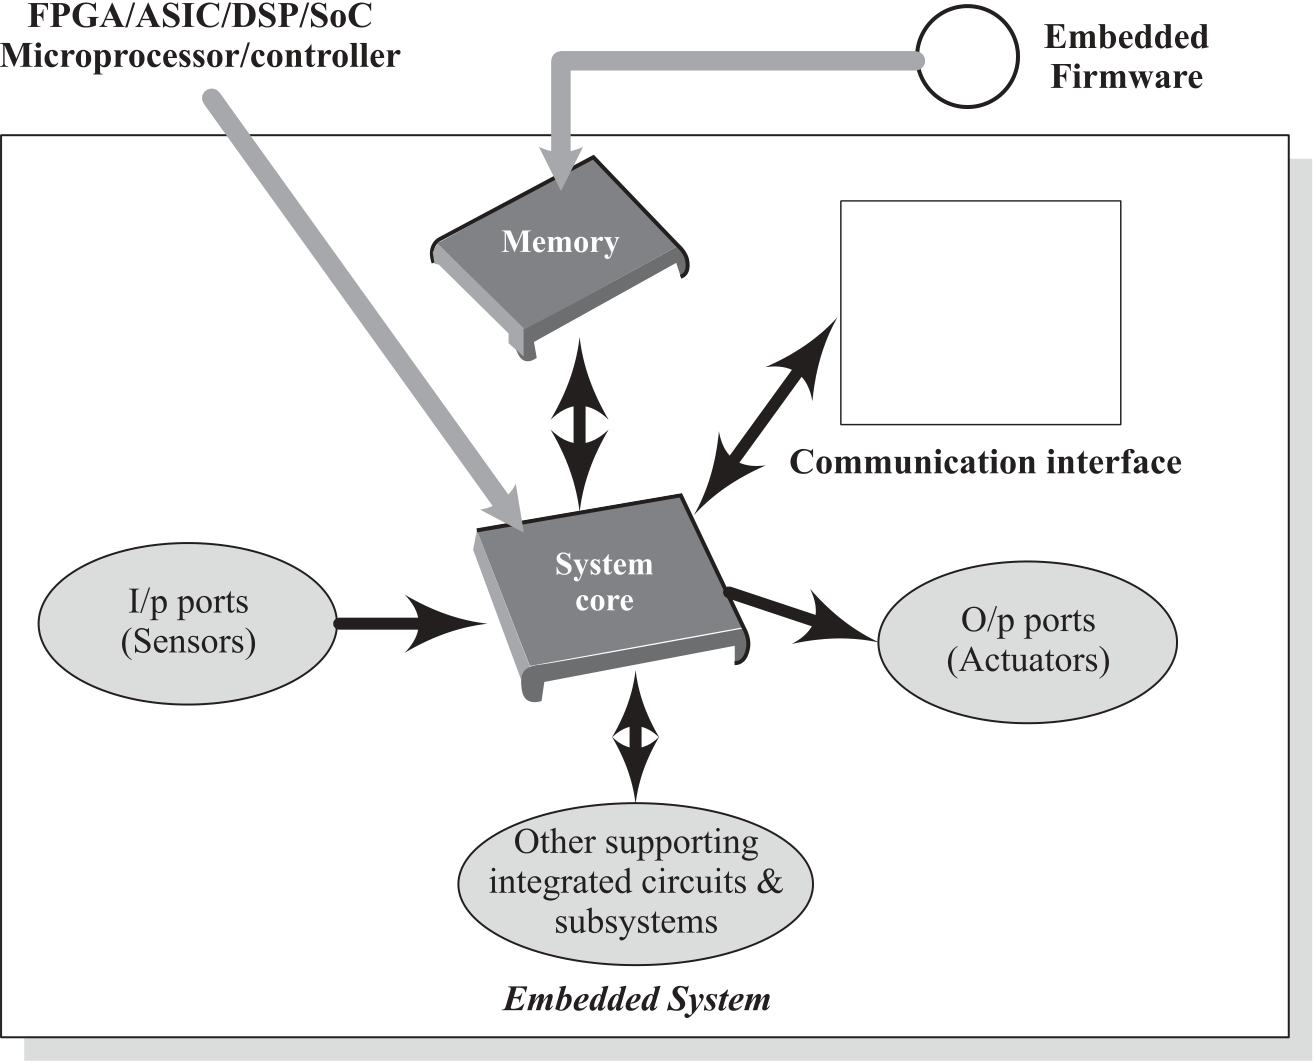 FPGA/ASIC/DSP/SoC
Microprocessor/controller
Embedded
Firmware
Memory
Communication interface
System
core
I/p ports
(Sensors)
O/p ports
(Actuators)
Other supporting
integrated circuits &
subsystems
Embedded System